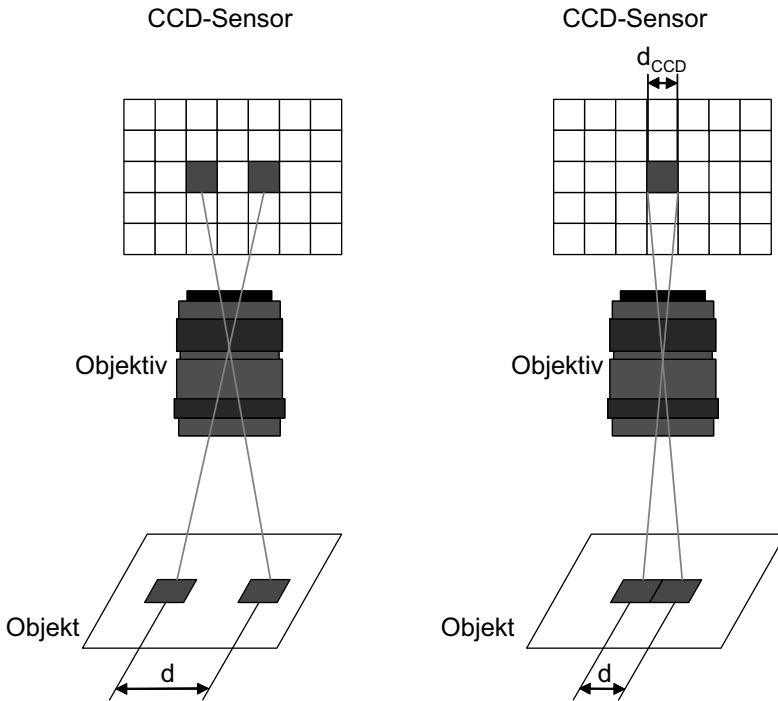 CCD-Sensor
Objektiv
Objekt
d
CCD-Sensor
dCCD
Objektiv
Objekt
d